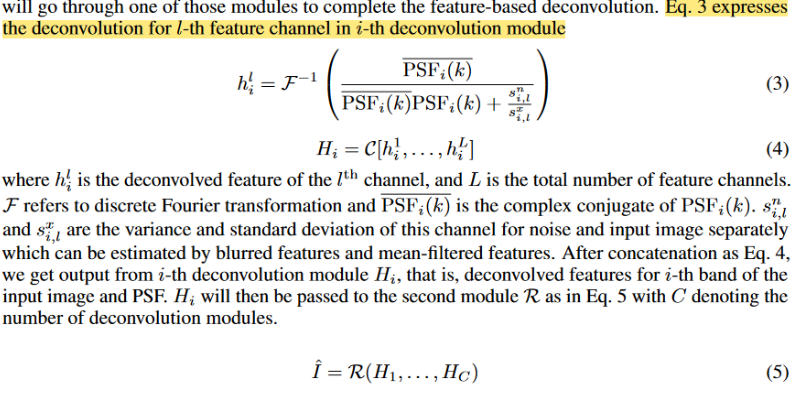 will go through one of those modules to complete the feature-based deconvolution. Eq. 3 expresses
the deconvolution for l-th feature channel in i-th deconvolution module
h_i^l = \mathcal{F}^{-1} \left( \frac{\overline{\mathrm{PSF}_i(k)}}{\overline{\mathrm{PSF}_i(k)}\mathrm{PSF}_i(k) + \frac{s_{i,l}^n}{s_{i,l}^x}} \right) (3)
H_i = \mathcal{C}[h_i^1, \ldots, h_i^L] (4)
where h_i^l is the deconvolved feature of the l^{th} channel, and L is the total number of feature channels.
\mathcal{F} refers to discrete Fourier transformation and \overline{\mathrm{PSF}_i(k)} is the complex conjugate of PSF_i(k). s_{i,l}^n
and s_{i,l}^x are the variance and standard deviation of this channel for noise and input image separately
which can be estimated by blurred features and mean-filtered features. After concatenation as Eq. 4,
we get output from i-th deconvolution module H_i, that is, deconvolved features for i-th band of the
input image and PSF. H_i will then be passed to the second module \mathcal{R} as in Eq. 5 with C denoting the
number of deconvolution modules.
\hat{I} = \mathcal{R}(H_1, \ldots, H_C) (5)